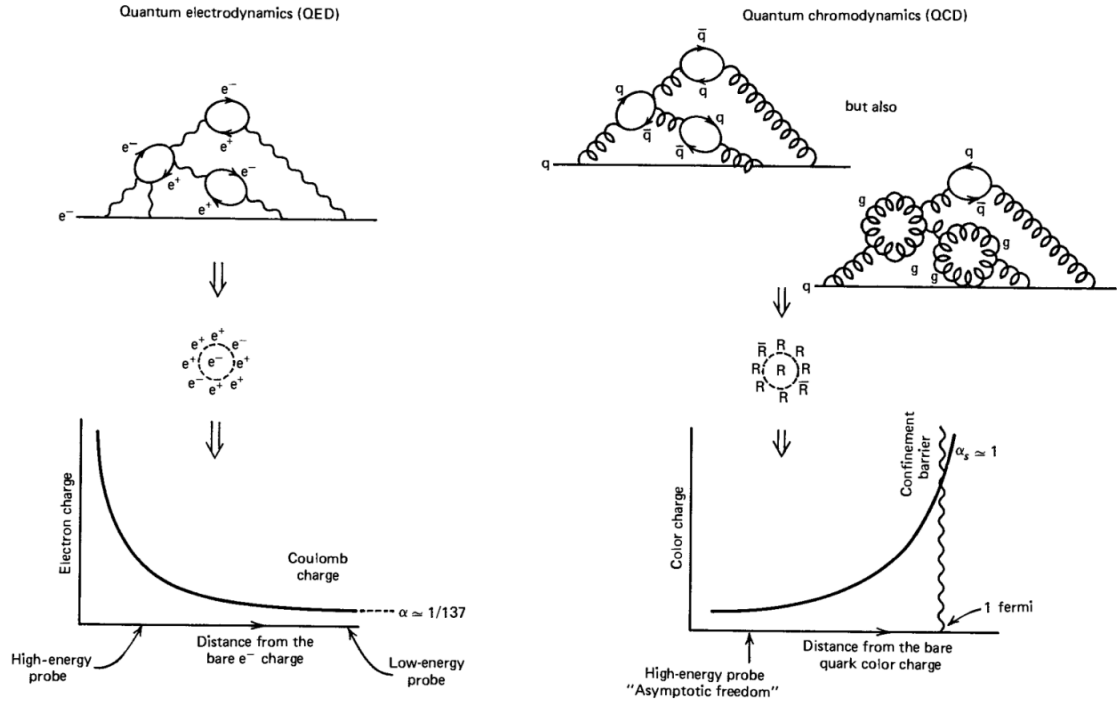 Quantum electrodynamics (QED)
e⁻
e⁺
e⁻
e⁺
e⁻
e⁺
e⁻
e⁺ e⁺ e⁻
e⁺ e⁻ e⁺
e⁻ e⁺ e⁺
Electron charge
Coulomb
charge
α ≃ 1/137
Distance from the
bare e⁻ charge
High-energy
probe
Low-energy
probe
Quantum chromodynamics (QCD)
q̄
q
q
q̄
q
q̄
q
but also
q
q̄
g
g
g
g
q
R̄ R R
R R R
R R R̄
Color charge
Confinement
barrier
αₛ ≃ 1
1 fermi
Distance from the bare
quark color charge
High-energy probe
"Asymptotic freedom"